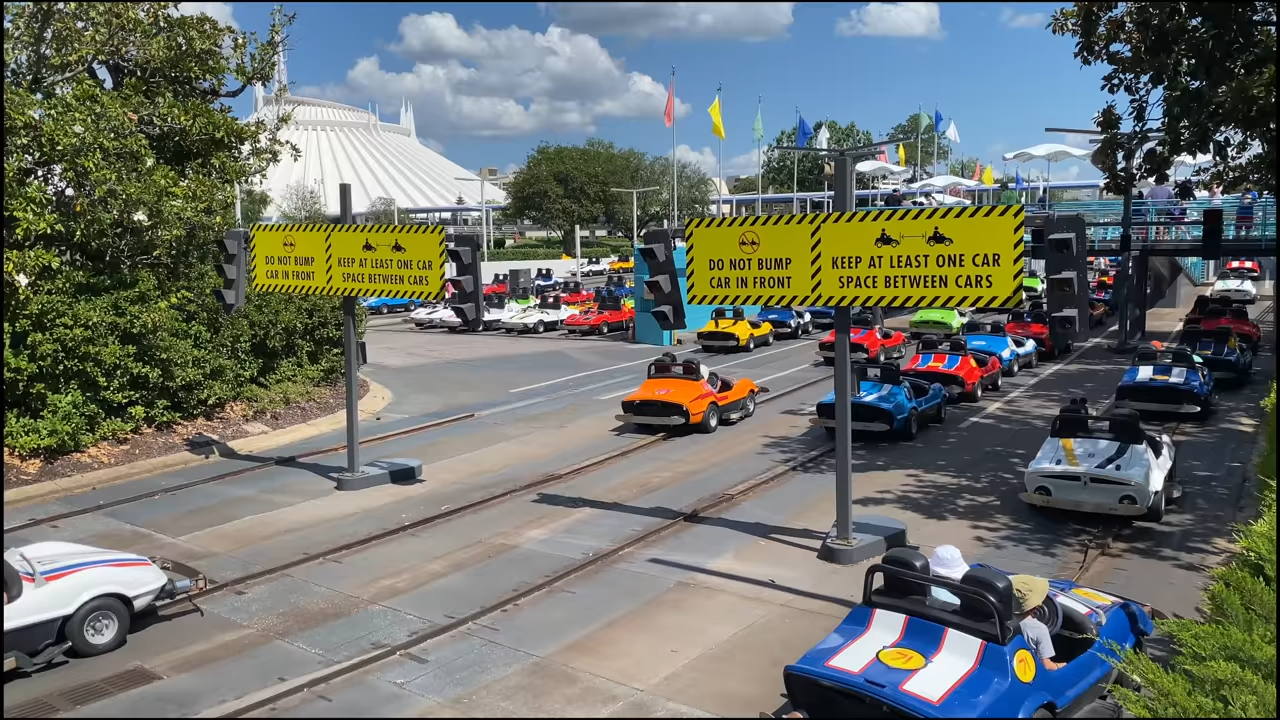 DO NOT BUMP
CAR IN FRONT
KEEP AT LEAST ONE CAR
SPACE BETWEEN CARS
DO NOT BUMP
CAR IN FRONT
KEEP AT LEAST ONE CAR
SPACE BETWEEN CARS